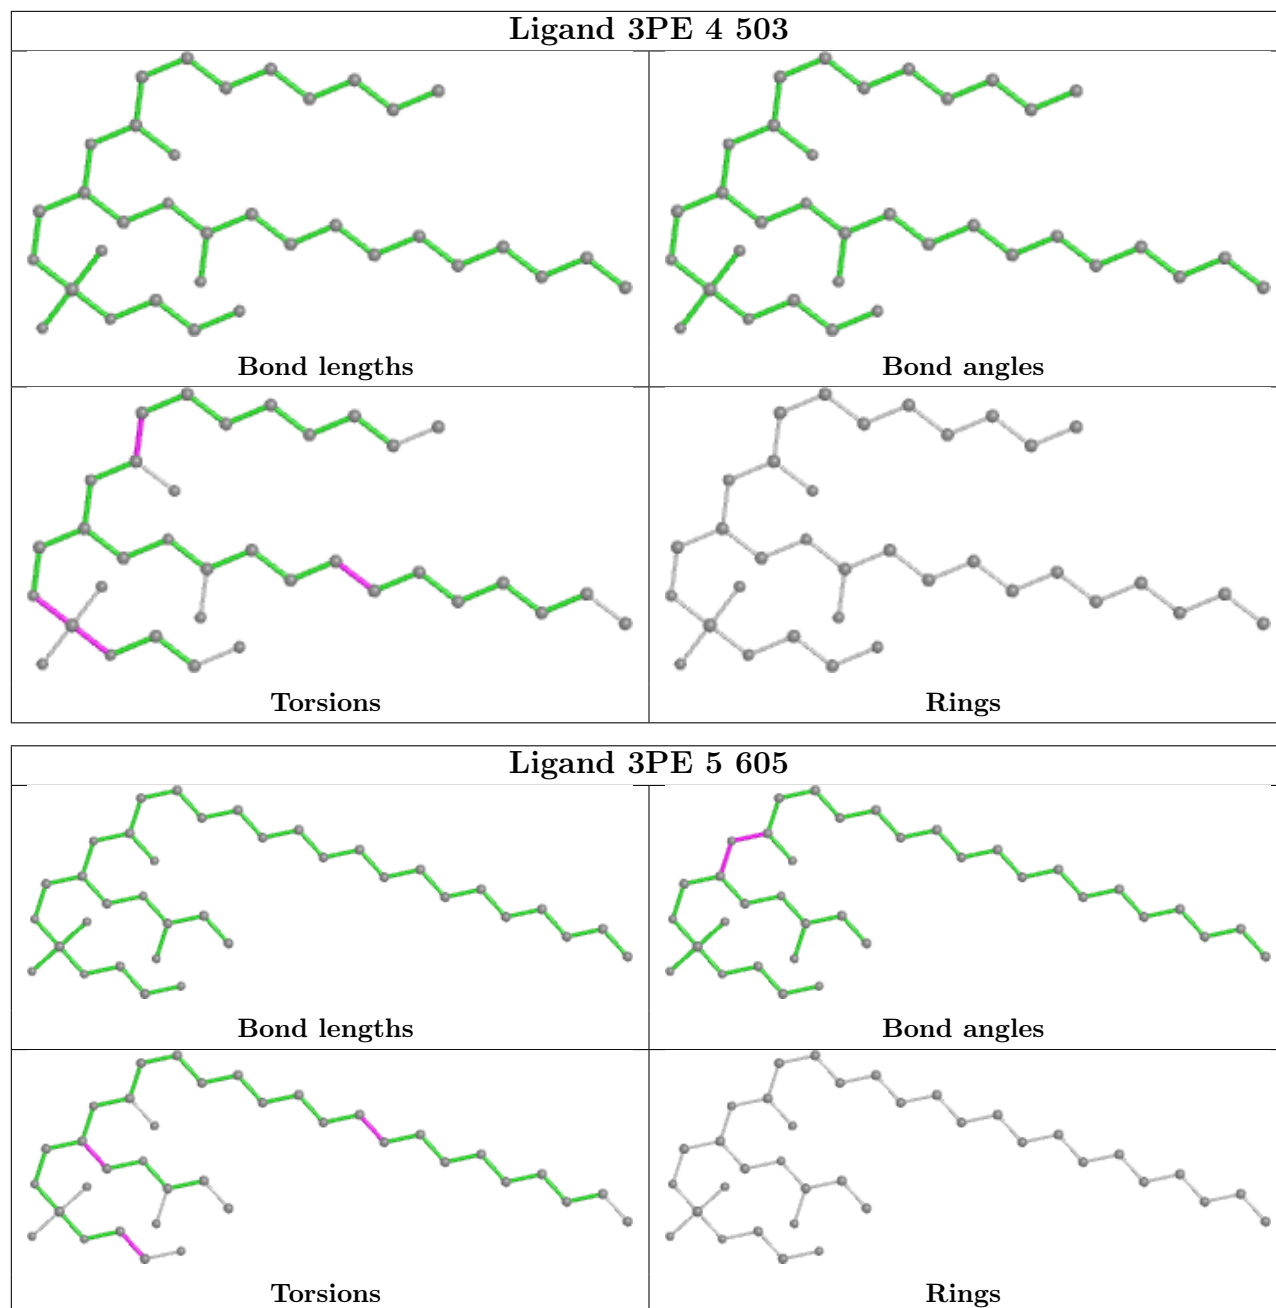 Ligand 3PE 4 503
Bond lengths
Bond angles
Torsions
Rings
Ligand 3PE 5 605
Bond lengths
Bond angles
Torsions
Rings